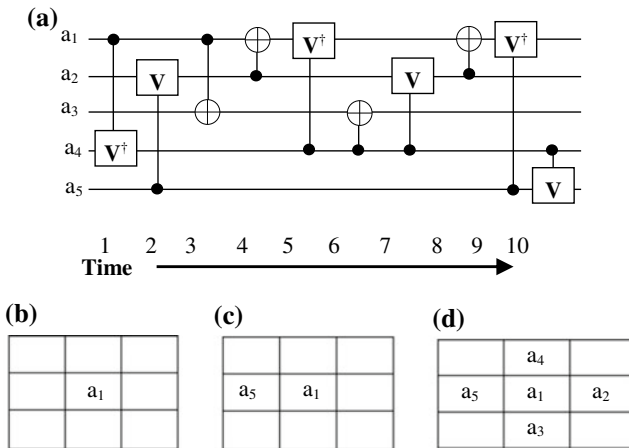 (a)
a₁ V†
a₂ V V
a₃
a₄ V†
a₅ V
V†
1 2 3 4 5 6 7 8 9 10
Time
(b) (c) (d)
a₄
a₁ a₅ a₁ a₅ a₁ a₂
a₃